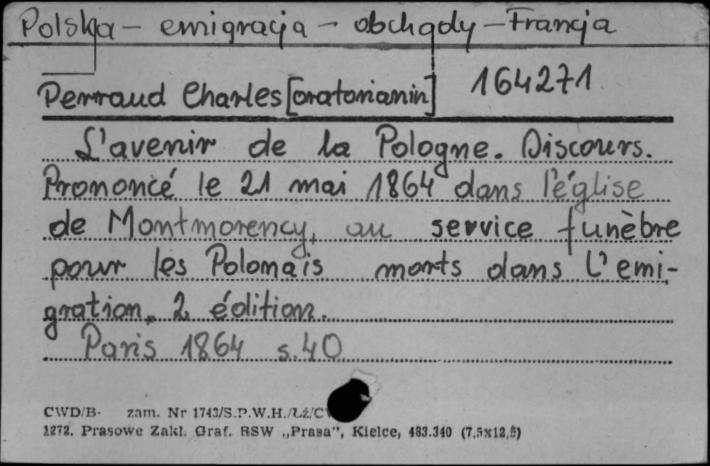 Polska – emigracja – obchody – Francja
Perraud Charles [oratorianin] 164271
L'avenir de la Pologne. Discours.
Prononcé le 21 mai 1864 dans l'église
de Montmorency, au service funèbre
pour les Polonais morts dans l'emi-
gration. 2 édition.
Paris 1864 s. 40
CWD/B- zam. Nr 1743/S.P.W.H./Łź/C
1272. Prasowe Zakł. Graf. RSW „Prasa", Kielce, 483.340 (7,5x12,5)